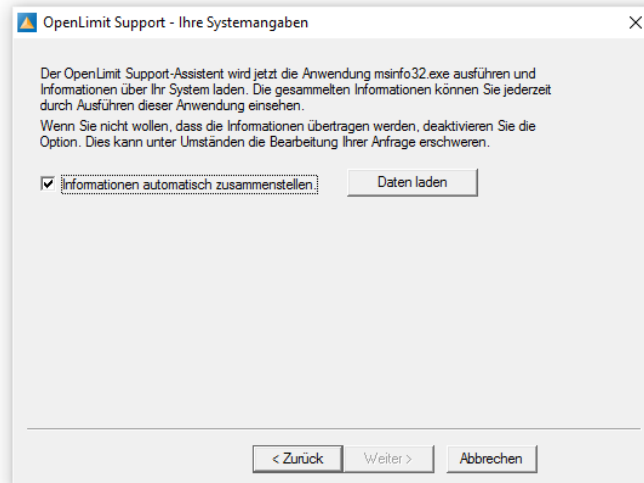 OpenLimit Support - Ihre Systemangaben
Der OpenLimit Support-Assistent wird jetzt die Anwendung msinfo32.exe ausführen und
Informationen über Ihr System laden. Die gesammelten Informationen können Sie jederzeit
durch Ausführen dieser Anwendung einsehen.
Wenn Sie nicht wollen, dass die Informationen übertragen werden, deaktivieren Sie die
Option. Dies kann unter Umständen die Bearbeitung Ihrer Anfrage erschweren.
Informationen automatisch zusammenstellen.
Daten laden
< Zurück
Weiter >
Abbrechen